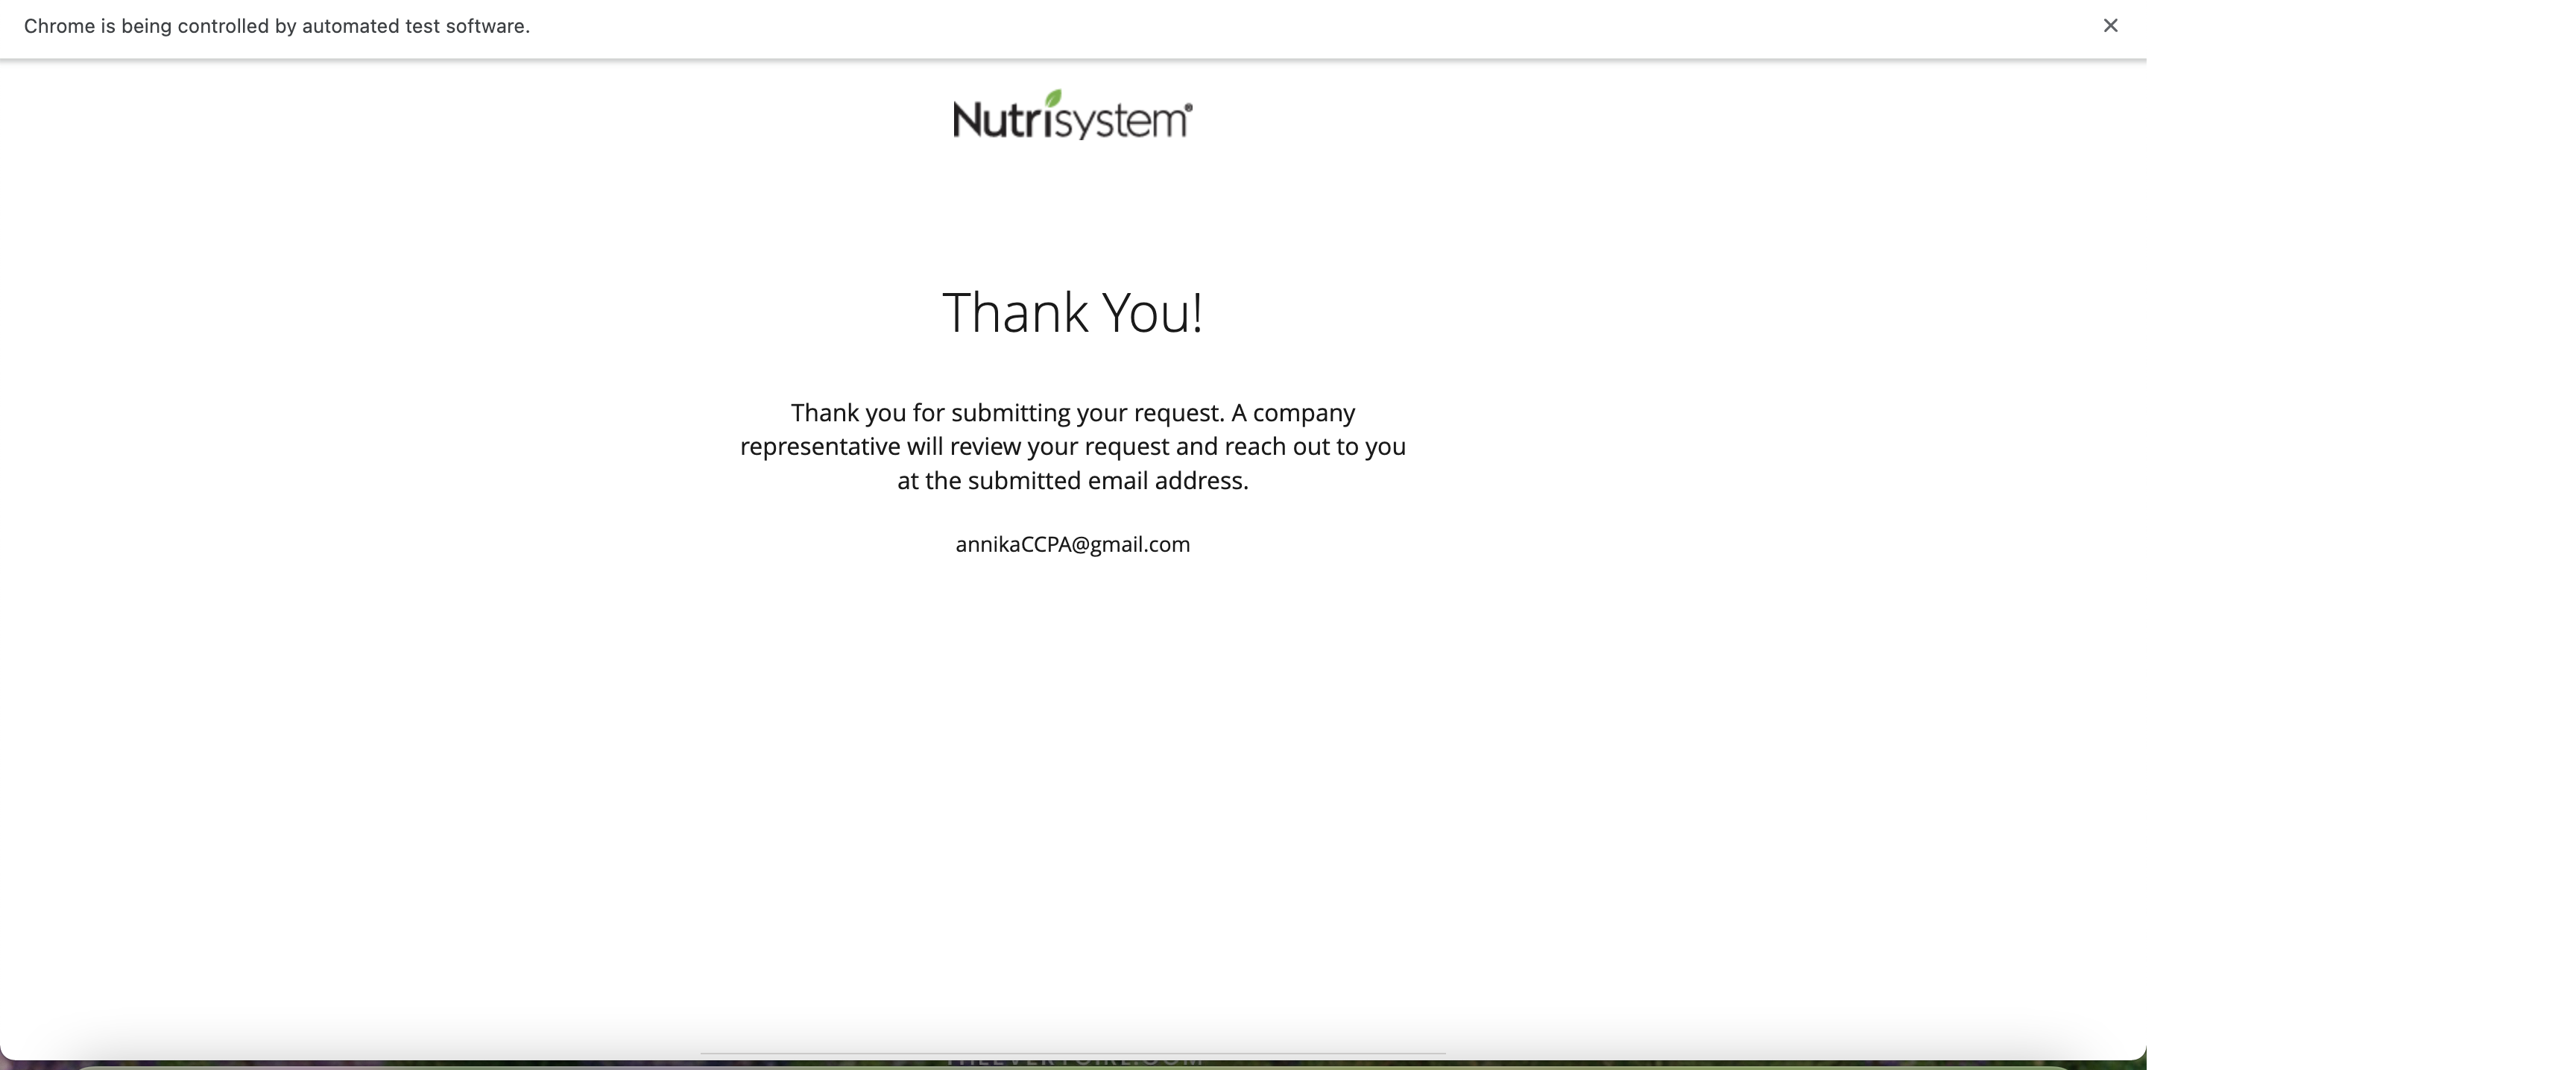 Chrome is being controlled by automated test software.
Nutrisystem®
Thank You!
Thank you for submitting your request. A company
representative will review your request and reach out to you
at the submitted email address.
annikaCCPA@gmail.com